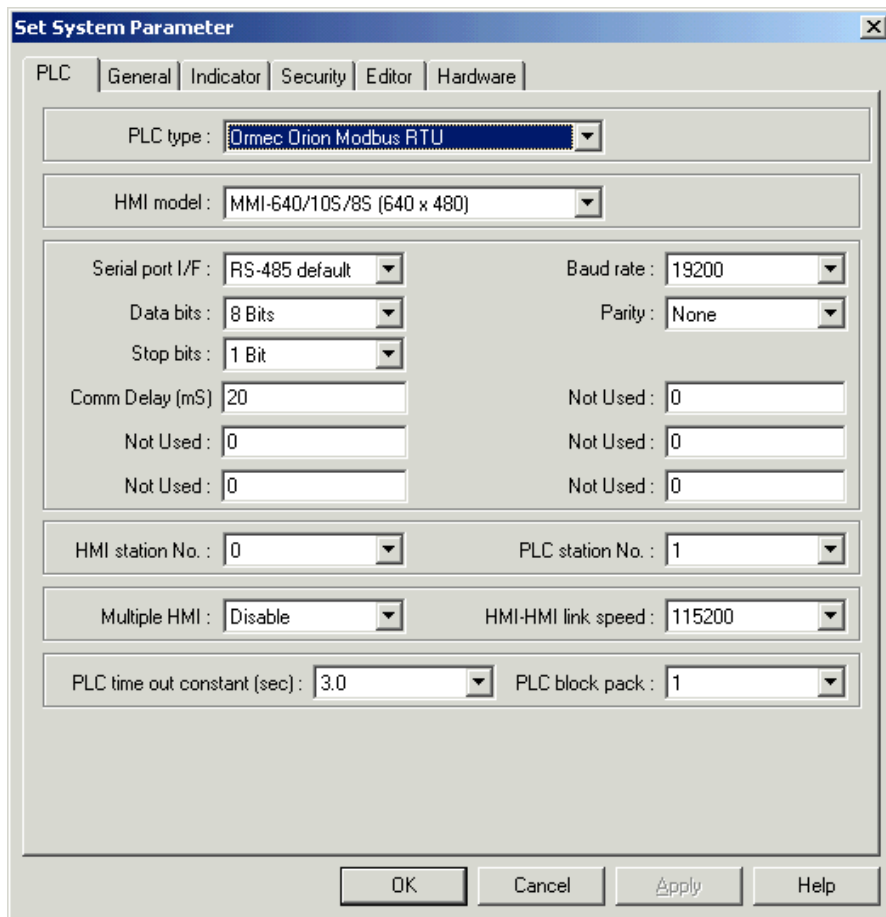 Set System Parameter
PLC General Indicator Security Editor Hardware
PLC type : Ormec Orion Modbus RTU
HMI model : MMI-640/10S/8S (640 x 480)
Serial port I/F : RS-485 default Baud rate : 19200
Data bits : 8 Bits Parity : None
Stop bits : 1 Bit
Comm Delay (mS) 20 Not Used : 0
Not Used : 0 Not Used : 0
Not Used : 0 Not Used : 0
HMI station No. : 0 PLC station No. : 1
Multiple HMI : Disable HMI-HMI link speed : 115200
PLC time out constant (sec) : 3.0 PLC block pack : 1
OK Cancel Apply Help